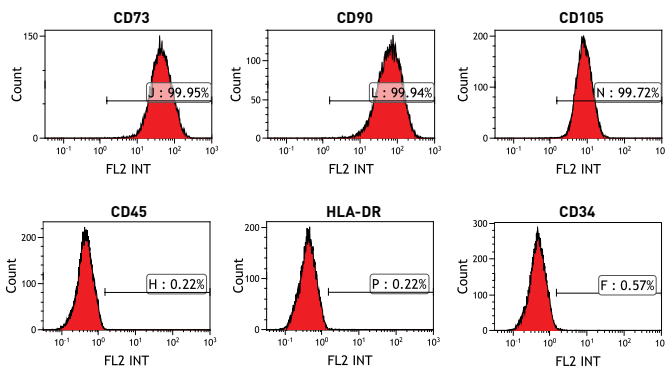 CD73
150
Count
0
J : 99.95%
10⁻¹ 10⁰ 10¹ 10² 10³
FL2 INT
CD90
100
50
Count
0
L : 99.94%
10⁻¹ 10⁰ 10¹ 10² 10³
FL2 INT
CD105
200
100
Count
0
N : 99.72%
10⁻¹ 10⁰ 10¹ 10² 10
FL2 INT
CD45
200
100
Count
0
H : 0.22%
10⁻¹ 10⁰ 10¹ 10² 10³
FL2 INT
HLA-DR
200
100
Count
0
P : 0.22%
10⁻¹ 10⁰ 10¹ 10² 10³
FL2 INT
CD34
300
200
100
Count
0
F : 0.57%
10⁻¹ 10⁰ 10¹ 10² 10
FL2 INT